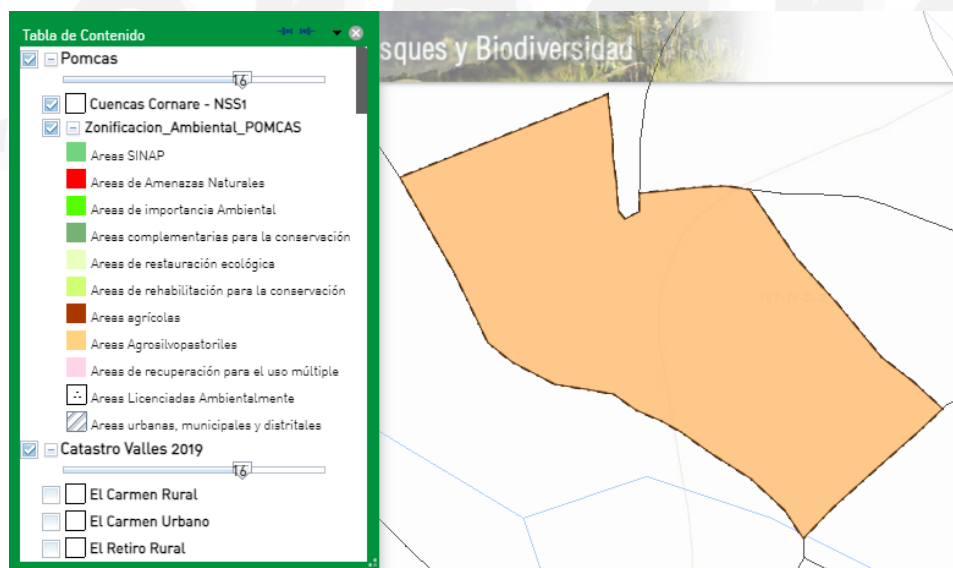 Tabla de Contenido
sques y Biodiversidad
Pomcas
16
Cuencas Cornare - NSS1
Zonificacion_Ambiental_POMCAS
Areas SINAP
Areas de Amenazas Naturales
Areas de importancia Ambiental
Areas complementarias para la conservación
Areas de restauración ecológica
Areas de rehabilitación para la conservación
Areas agrícolas
Areas Agrosilvopastoriles
Areas de recuperación para el uso múltiple
Areas Licenciadas Ambientalmente
Areas urbanas, municipales y distritales
Catastro Valles 2019
16
El Carmen Rural
El Carmen Urbano
El Retiro Rural